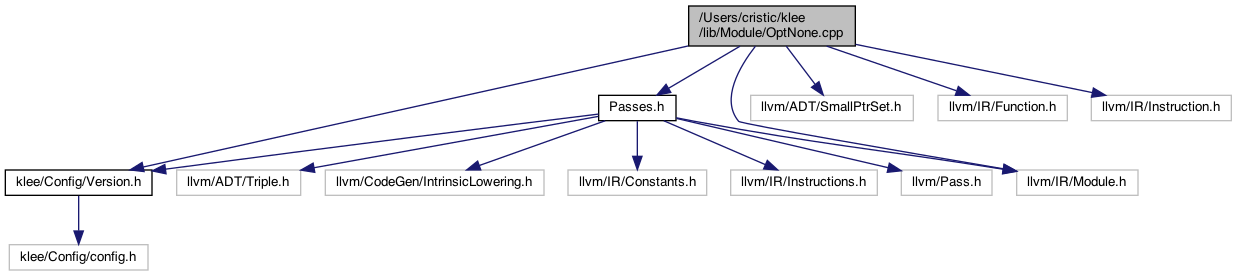 /Users/cristic/klee
/lib/Module/OptNone.cpp
Passes.h
llvm/ADT/SmallPtrSet.h
llvm/IR/Function.h
llvm/IR/Instruction.h
klee/Config/Version.h
llvm/ADT/Triple.h
llvm/CodeGen/IntrinsicLowering.h
llvm/IR/Constants.h
llvm/IR/Instructions.h
llvm/Pass.h
llvm/IR/Module.h
klee/Config/config.h